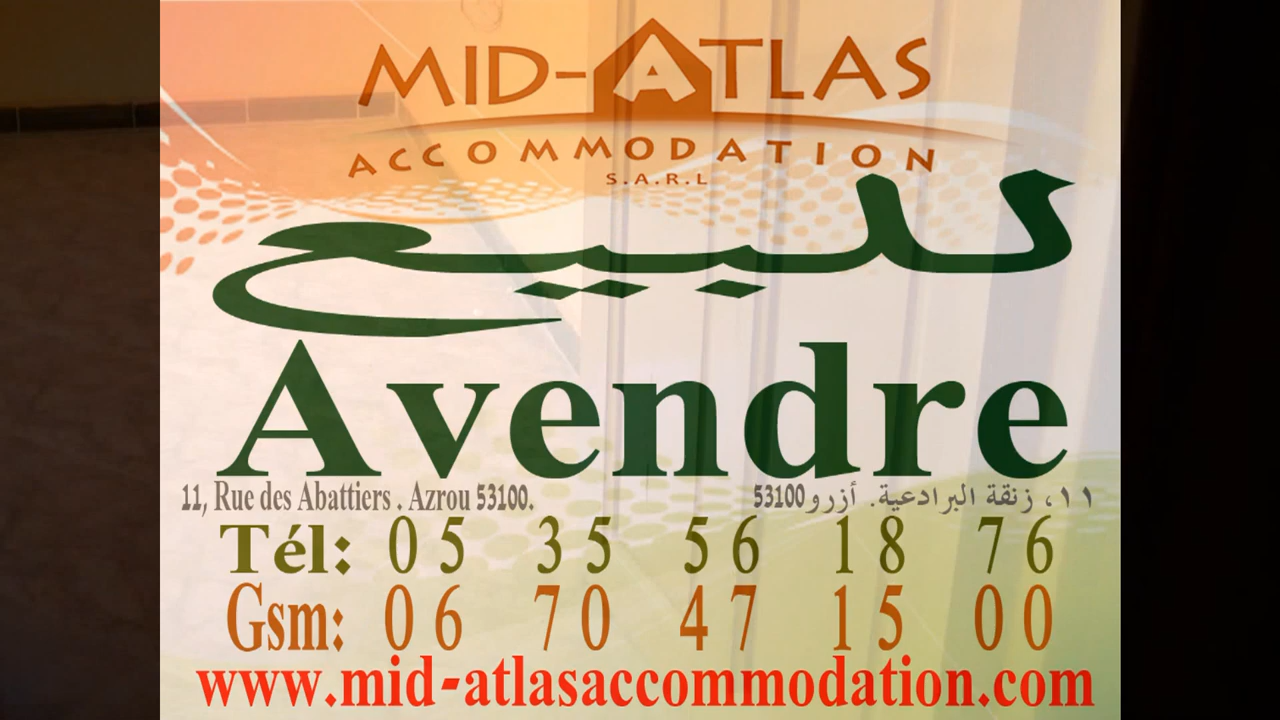 MID-ATLAS
ACCOMMODATION
S.A.R.L
للبيع
Avendre
11, Rue des Abattiers . Azrou 53100.
١١، زنقة البرادعية. أزرو53100
Tél: 05 35 56 18 76
Gsm: 06 70 47 15 00
www.mid-atlasaccommodation.com